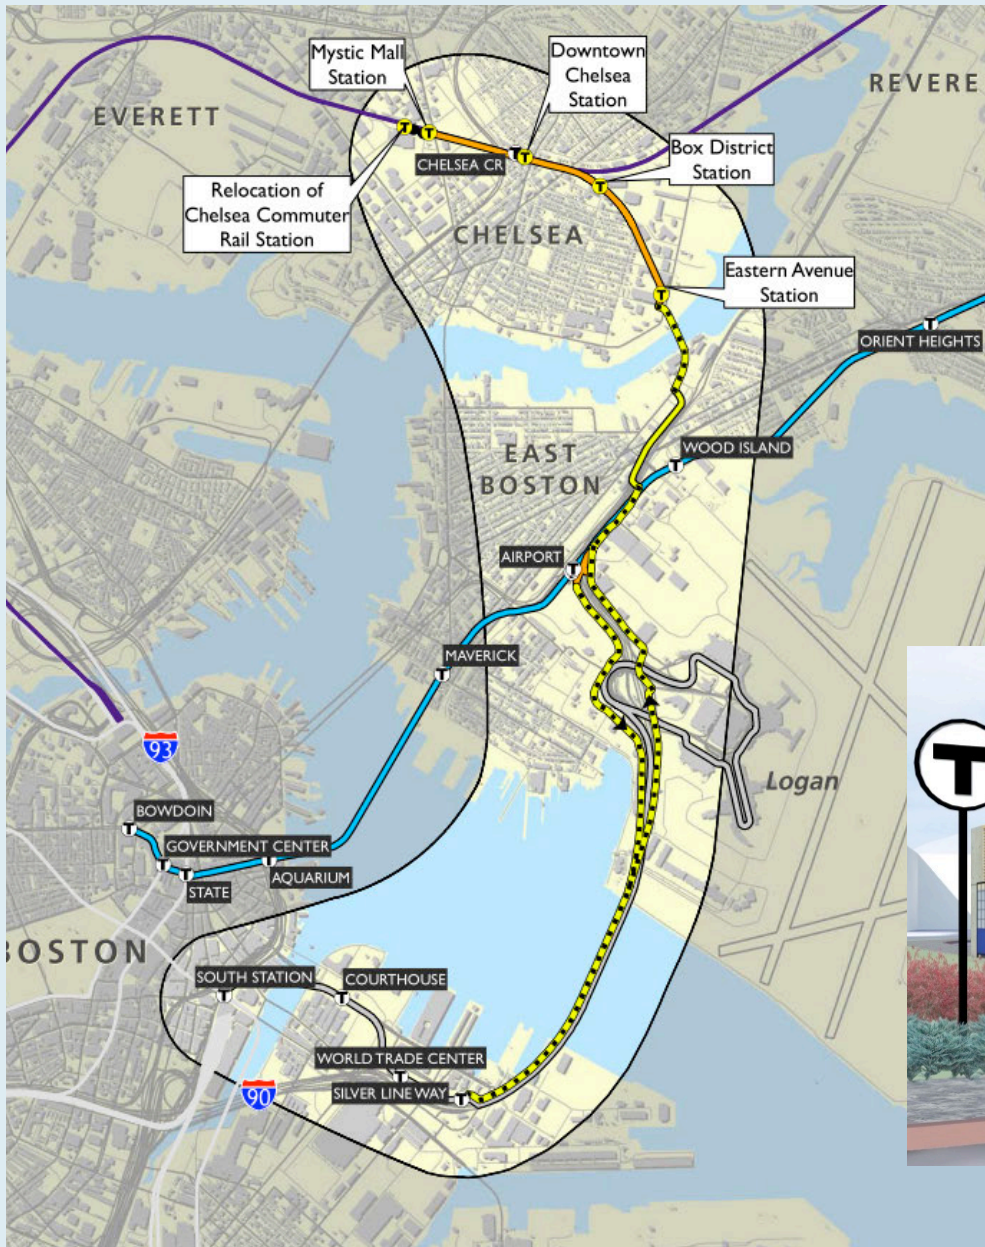 Mystic Mall
Station
Downtown
Chelsea
Station
REVERE
EVERETT
Box District
Station
CHELSEA CR
Relocation of
Chelsea Commuter
Rail Station
CHELSEA
Eastern Avenue
Station
ORIENT HEIGHTS
EAST
BOSTON
WOOD ISLAND
AIRPORT
MAVERICK
T
93
Logan
BOWDOIN
GOVERNMENT CENTER
STATE
AQUARIUM
BOSTON
SOUTH STATION
COURTHOUSE
WORLD TRADE CENTER
SILVER LINE WAY
90